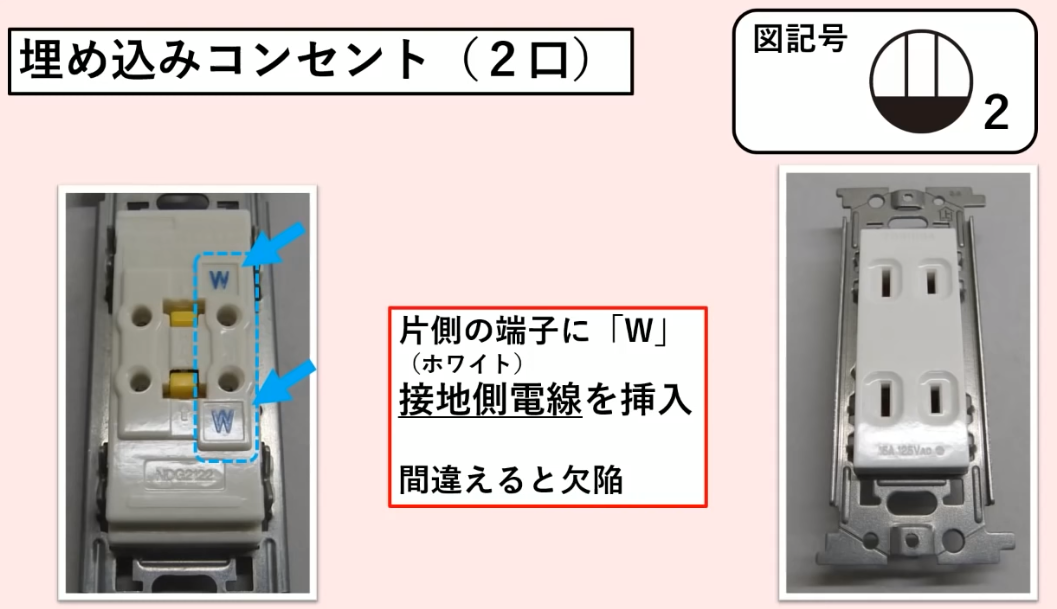 埋め込みコンセント（２口）
図記号
2
W
W
NDG2122
片側の端子に「W」
（ホワイト）
接地側電線を挿入
間違えると欠陥
15A 125V AC